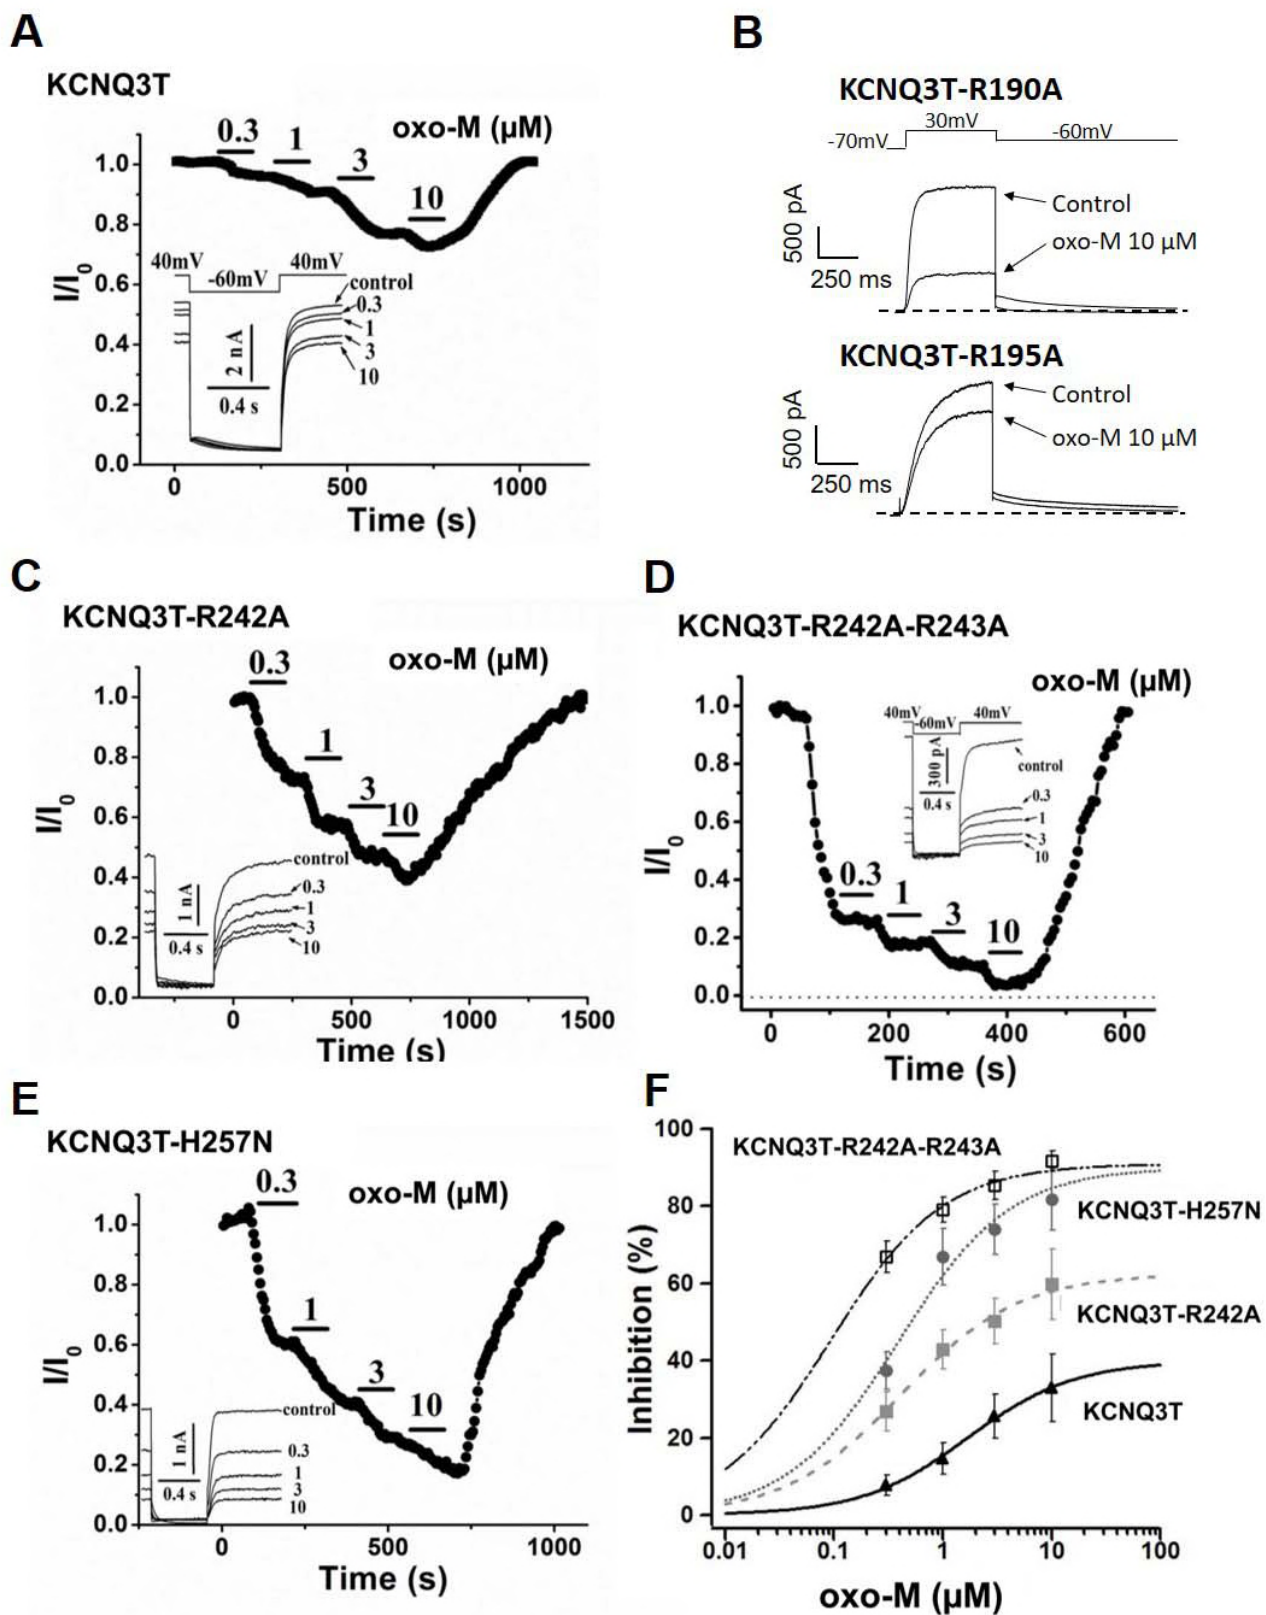 A
KCNQ3T
oxo-M (µM)
0.3
1
3
10
1.0
0.8
0.6
0.4
0.2
0.0
I/I0
40mV
-60mV
40mV
control
0.3
1
3
10
2 nA
0.4 s
0
500
1000
Time (s)
B
KCNQ3T-R190A
30mV
-70mV
-60mV
Control
oxo-M 10 µM
500 pA
250 ms
KCNQ3T-R195A
Control
oxo-M 10 µM
500 pA
250 ms
C
KCNQ3T-R242A
oxo-M (µM)
0.3
1
3
10
1.0
0.8
0.6
0.4
0.2
0.0
I/I0
control
0.3
1
3
10
1 nA
0.4 s
0
500
1000
1500
Time (s)
D
KCNQ3T-R242A-R243A
oxo-M (µM)
0.3
1
3
10
1.0
0.8
0.6
0.4
0.2
0.0
I/I0
40mV
-60mV
40mV
control
0.3
1
3
10
300 pA
0.4 s
0
200
400
600
Time (s)
E
KCNQ3T-H257N
oxo-M (µM)
0.3
1
3
10
1.0
0.8
0.6
0.4
0.2
0.0
I/I0
control
0.3
1
3
10
1 nA
0.4 s
0
500
1000
Time (s)
F
100
80
60
40
20
0
Inhibition (%)
KCNQ3T-R242A-R243A
KCNQ3T-H257N
KCNQ3T-R242A
KCNQ3T
0.01
0.1
1
10
100
oxo-M (µM)